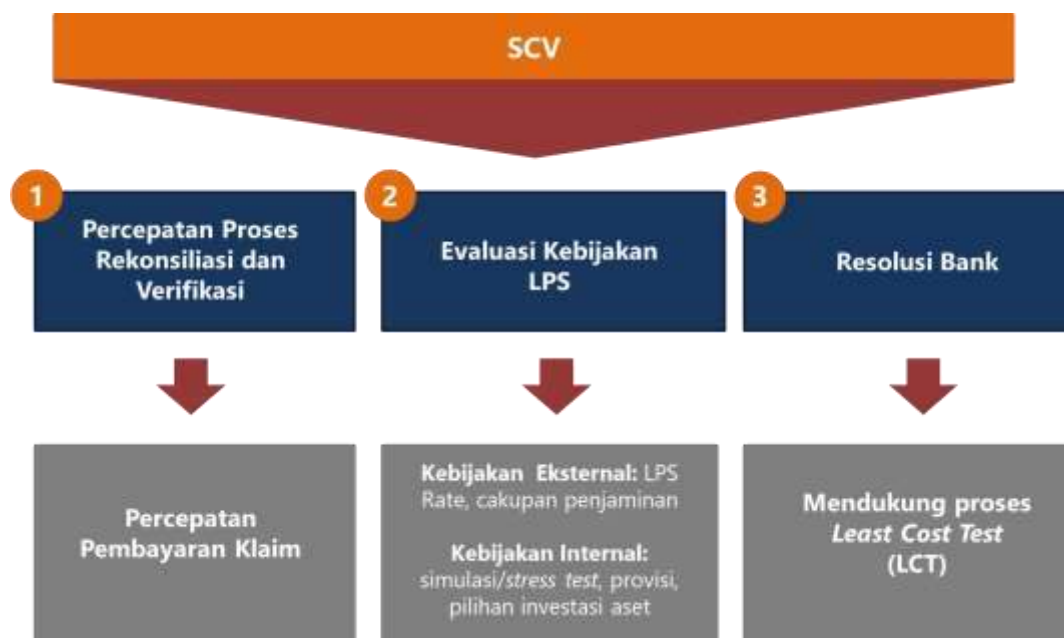 SCV
1
Percepatan Proses
Rekonsiliasi dan
Verifikasi
2
Evaluasi Kebijakan
LPS
3
Resolusi Bank
Percepatan
Pembayaran Klaim
Kebijakan Eksternal: LPS
Rate, cakupan penjaminan
Kebijakan Internal:
simulasi/stress test, provisi,
pilihan investasi aset
Mendukung proses
Least Cost Test
(LCT)